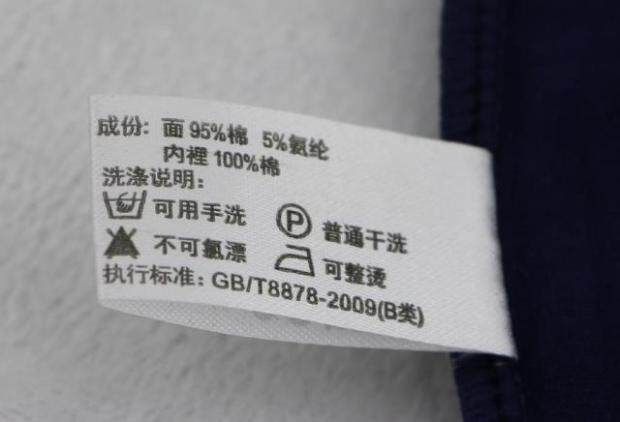 成份: 面 95%棉 5%氨纶
内裡 100%棉
洗涤说明:
可用手洗 P 普通干洗
不可氯漂 可整烫
执行标准: GB/T8878-2009(B类)